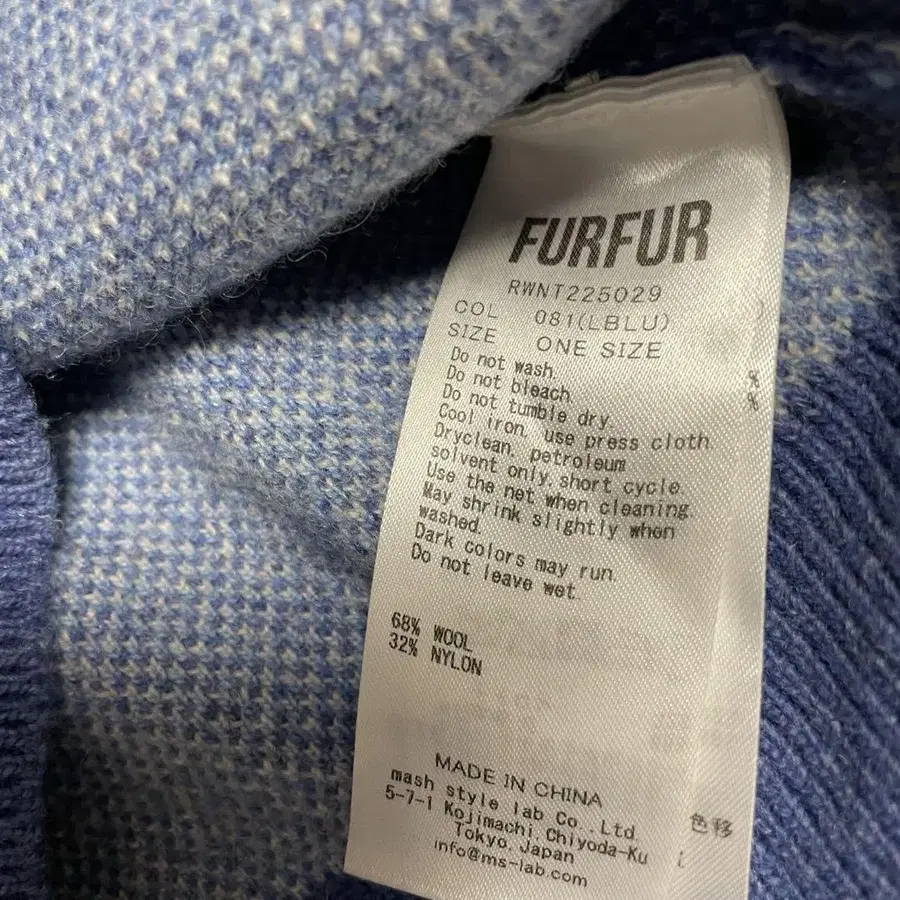 FURFUR
RWNT225029
COL 081(LBLU)
SIZE ONE SIZE
Do not wash.
Do not bleach.
Do not tumble dry.
Cool iron, use press cloth.
Dryclean, petroleum
solvent only, short cycle.
Use the net when cleaning.
May shrink slightly when
washed.
Dark colors may run.
Do not leave wet.
68% WOOL
32% NYLON
MADE IN CHINA
mash style lab Co.,Ltd
5-7-1 Kojimachi,Chiyoda-Ku
Tokyo Japan
info@ms-lab.com
%
%
色移